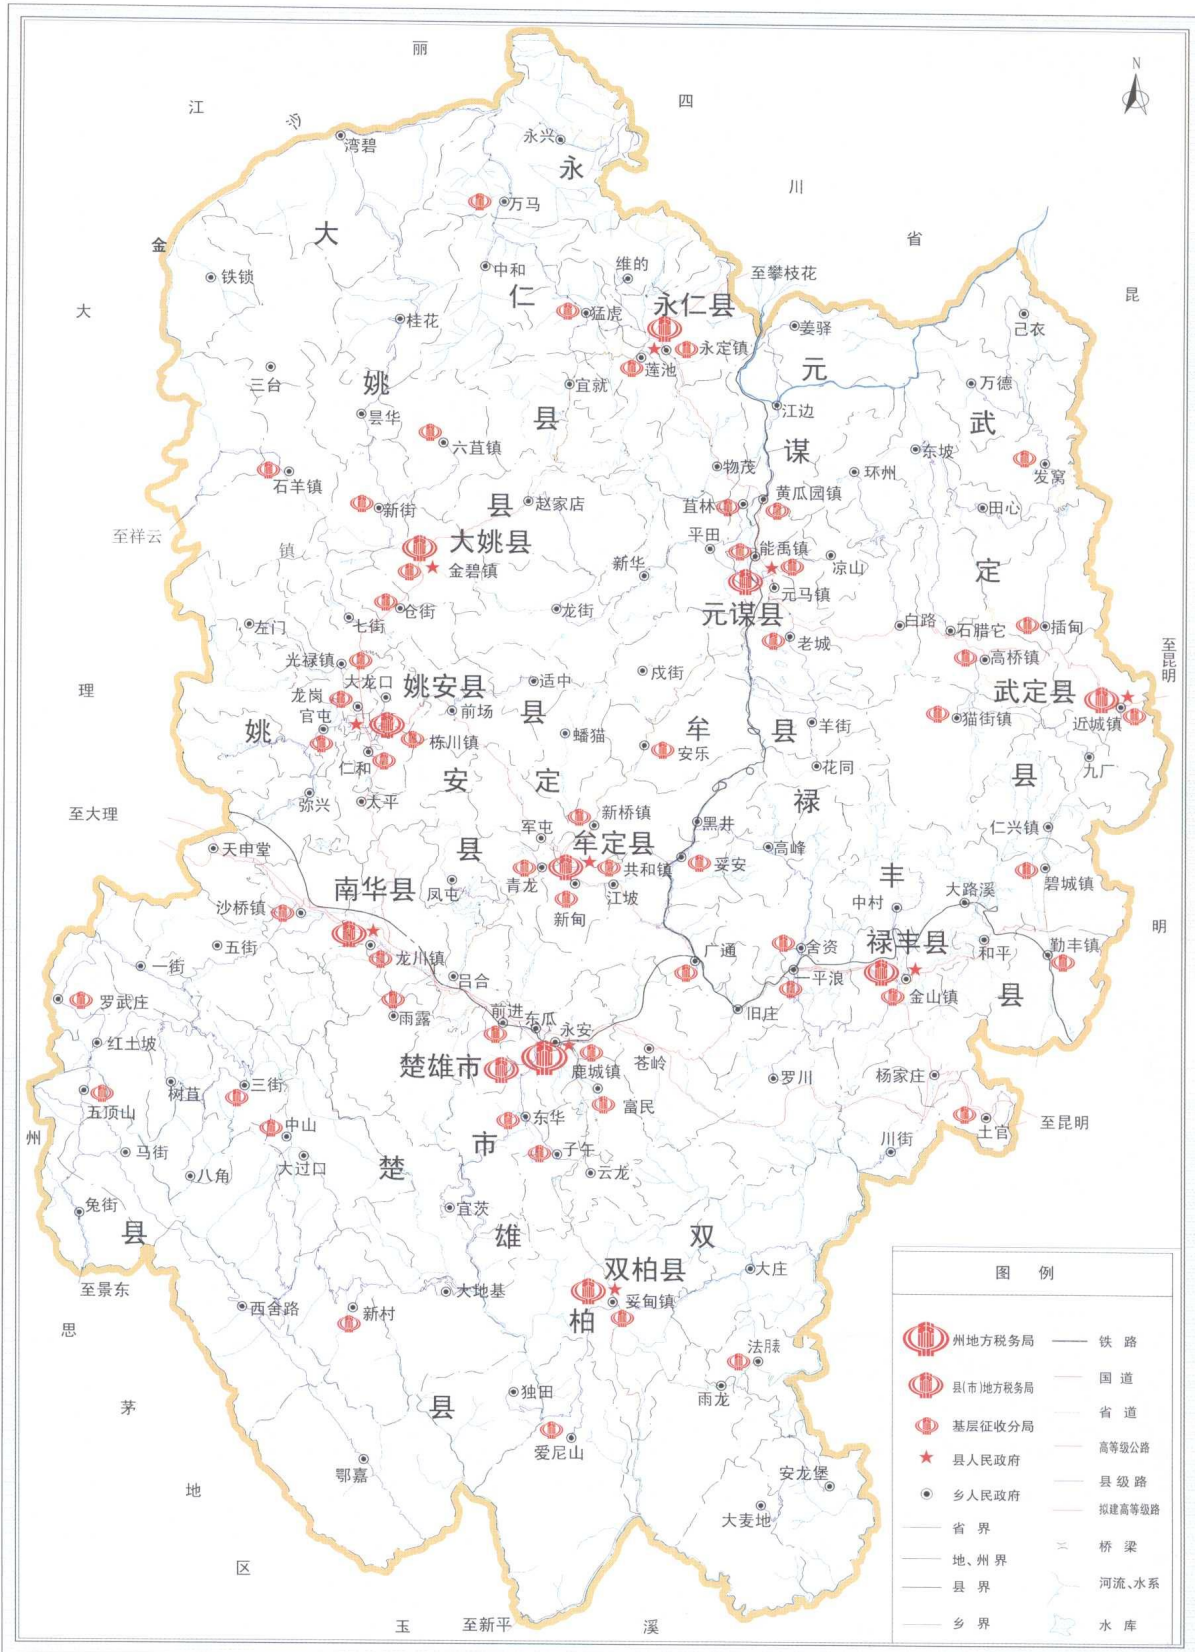 丽
江
沙
四
N
湾碧
永兴
永
川
万马
大
金
省
中和
维的
至攀枝花
铁锁
仁
昆
大
永仁县
猛虎
桂花
姜驿
己衣
永定镇
莲池
元
三台
姚
宜就
万德
昙华
县
江边
武
六苴镇
谋
东坡
石羊镇
物茂
环州
发窝
新街
县
赵家店
苴林
黄瓜园镇
田心
至祥云
镇
大姚县
平田
能禹镇
凉山
金碧镇
新华
元马镇
定
仓街
龙街
元谋县
七街
左门
老城
白路
石腊它
插甸
光禄镇
高桥镇
至昆明
大龙口
姚安县
适中
戍街
理
龙岗
武定县
官屯
前场
县
羊街
猫街镇
近城镇
姚
栋川镇
蟠猫
牟
县
安乐
仁和
安
定
花同
县
九厂
弥兴
太平
禄
至大理
新桥镇
军屯
黑井
仁兴镇
天申堂
县
牟定县
高峰
青龙
共和镇
妥安
丰
碧城镇
南华县
凤屯
新甸
江坡
中村
大路溪
沙桥镇
五街
龙川镇
广通
舍资
禄丰县
和平
勤丰镇
明
一街
吕合
一平浪
金山镇
县
罗武庄
雨露
前进
东瓜
永安
旧庄
红土坡
楚雄市
鹿城镇
苍岭
罗川
杨家庄
五顶山
树苴
三街
富民
州
中山
东华
土官
至昆明
马街
市
子午
川街
大过口
楚
云龙
八角
兔街
宜茨
县
雄
双
至景东
双柏县
大庄
西舍路
新村
大地基
妥甸镇
思
柏
法脿
独田
雨龙
茅
县
爱尼山
鄂嘉
安龙堡
地
大麦地
区
玉
至新平
溪
图 例
州地方税务局
铁 路
县(市)地方税务局
国 道
基层征收分局
省 道
县人民政府
高等级公路
乡人民政府
县 级 路
省 界
拟建高等级路
地、州 界
桥 梁
县 界
河流、水系
乡 界
水 库